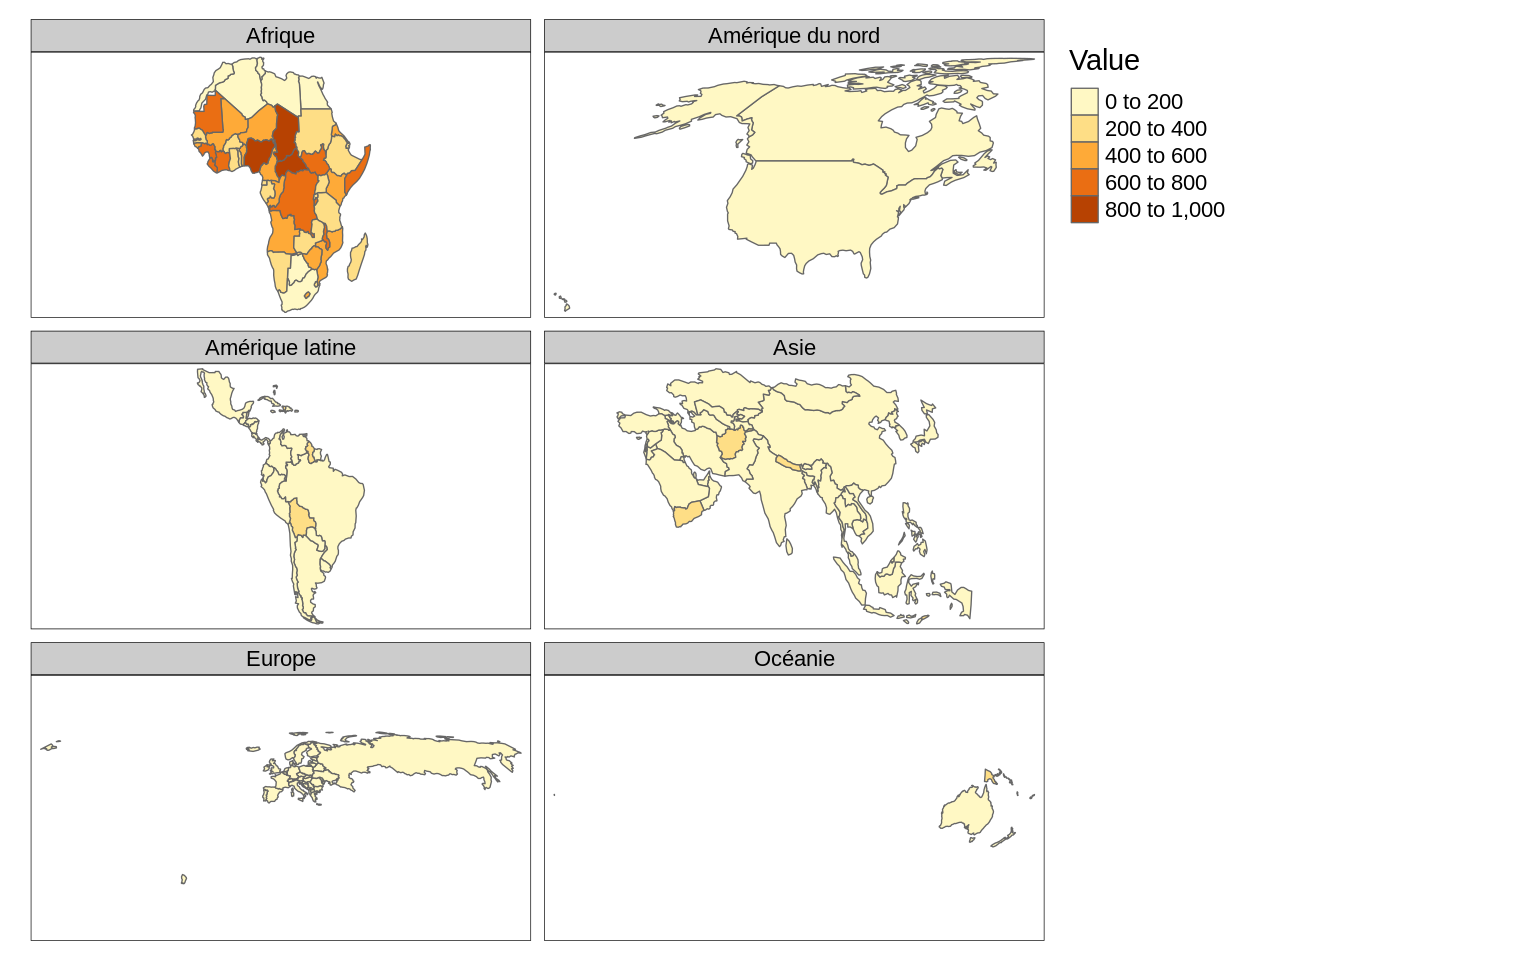 Afrique
Amérique du nord
Value
0 to 200
200 to 400
400 to 600
600 to 800
800 to 1,000
Amérique latine
Asie
Europe
Océanie